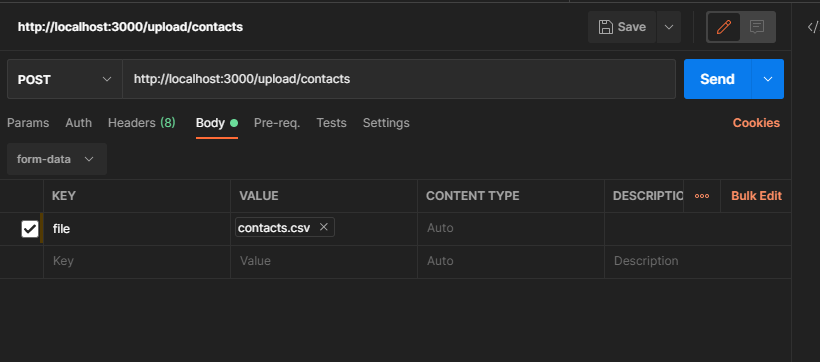 http://localhost:3000/upload/contacts Save
POST http://localhost:3000/upload/contacts Send
Params Auth Headers (8) Body Pre-req. Tests Settings Cookies
form-data
KEY VALUE CONTENT TYPE DESCRIPTIO Bulk Edit
file contacts.csv Auto
Key Value Auto Description